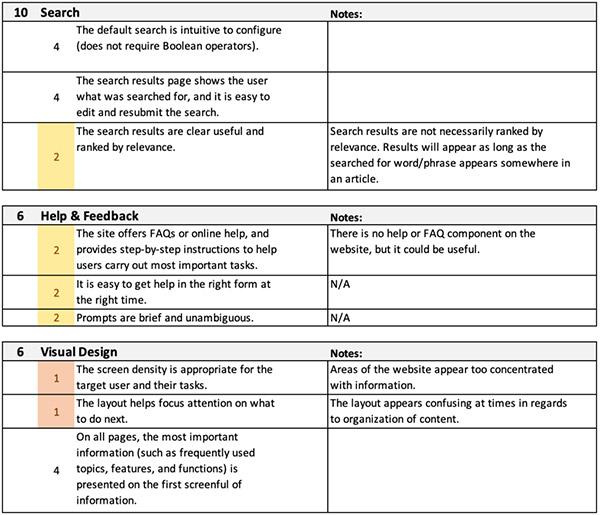 10 Search Notes:
4 The default search is intuitive to configure
(does not require Boolean operators).
4 The search results page shows the user
what was searched for, and it is easy to
edit and resubmit the search.
2 The search results are clear useful and
ranked by relevance.
Search results are not necessarily ranked by
relevance. Results will appear as long as the
searched for word/phrase appears somewhere in
an article.
6 Help & Feedback Notes:
2 The site offers FAQs or online help, and
provides step-by-step instructions to help
users carry out most important tasks.
There is no help or FAQ component on the
website, but it could be useful.
2 It is easy to get help in the right form at
the right time.
N/A
2 Prompts are brief and unambiguous. N/A
6 Visual Design Notes:
1 The screen density is appropriate for the
target user and their tasks.
Areas of the website appear too concentrated
with information.
1 The layout helps focus attention on what
to do next.
The layout appears confusing at times in regards
to organization of content.
4 On all pages, the most important
information (such as frequently used
topics, features, and functions) is
presented on the first screenful of
information.